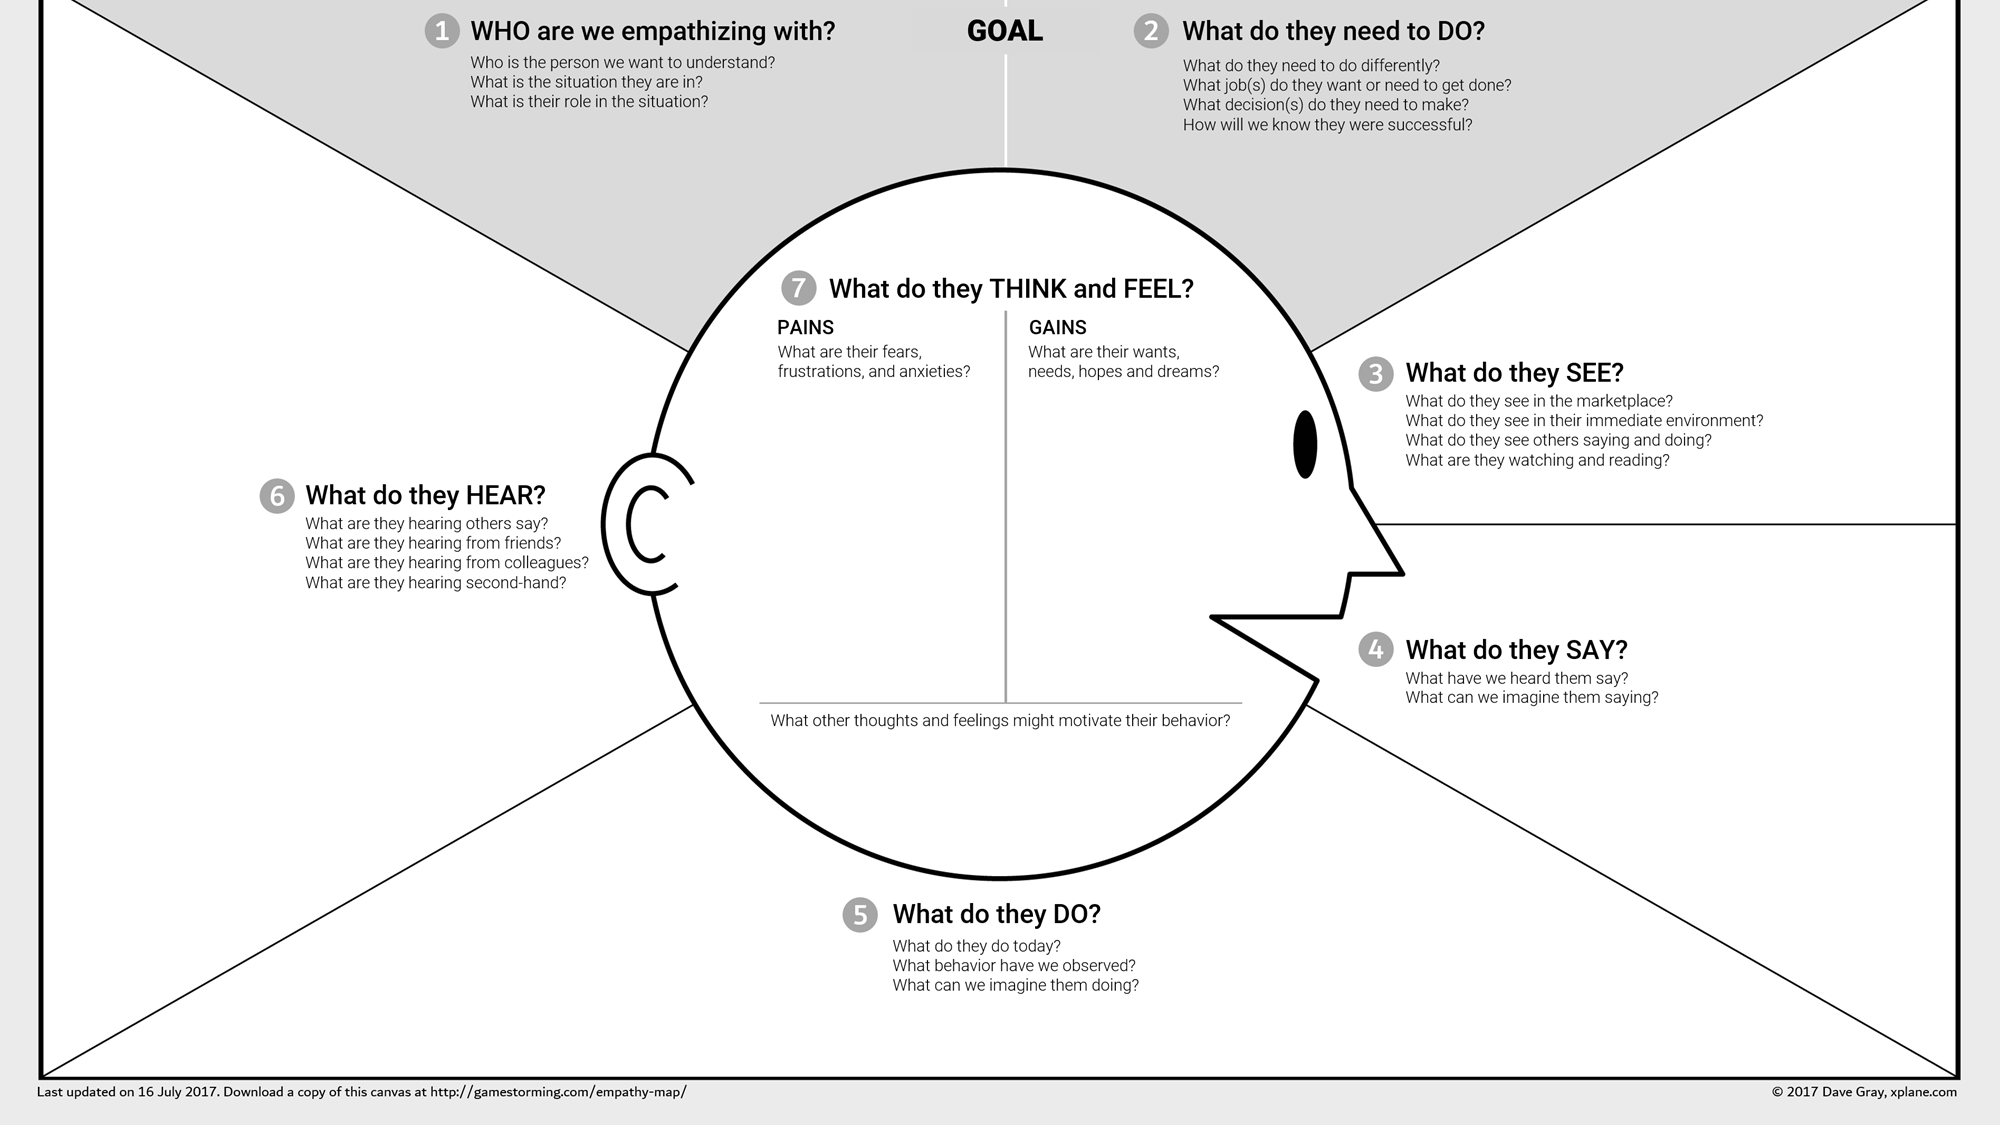 1 WHO are we empathizing with?
Who is the person we want to understand?
What is the situation they are in?
What is their role in the situation?
GOAL
2 What do they need to DO?
What do they need to do differently?
What job(s) do they want or need to get done?
What decision(s) do they need to make?
How will we know they were successful?
3 What do they SEE?
What do they see in the marketplace?
What do they see in their immediate environment?
What do they see others saying and doing?
What are they watching and reading?
4 What do they SAY?
What have we heard them say?
What can we imagine them saying?
5 What do they DO?
What do they do today?
What behavior have we observed?
What can we imagine them doing?
6 What do they HEAR?
What are they hearing others say?
What are they hearing from friends?
What are they hearing from colleagues?
What are they hearing second-hand?
7 What do they THINK and FEEL?
PAINS
What are their fears,
frustrations, and anxieties?
GAINS
What are their wants,
needs, hopes and dreams?
What other thoughts and feelings might motivate their behavior?
Last updated on 16 July 2017. Download a copy of this canvas at http://gamestorming.com/empathy-map/
© 2017 Dave Gray, xplane.com